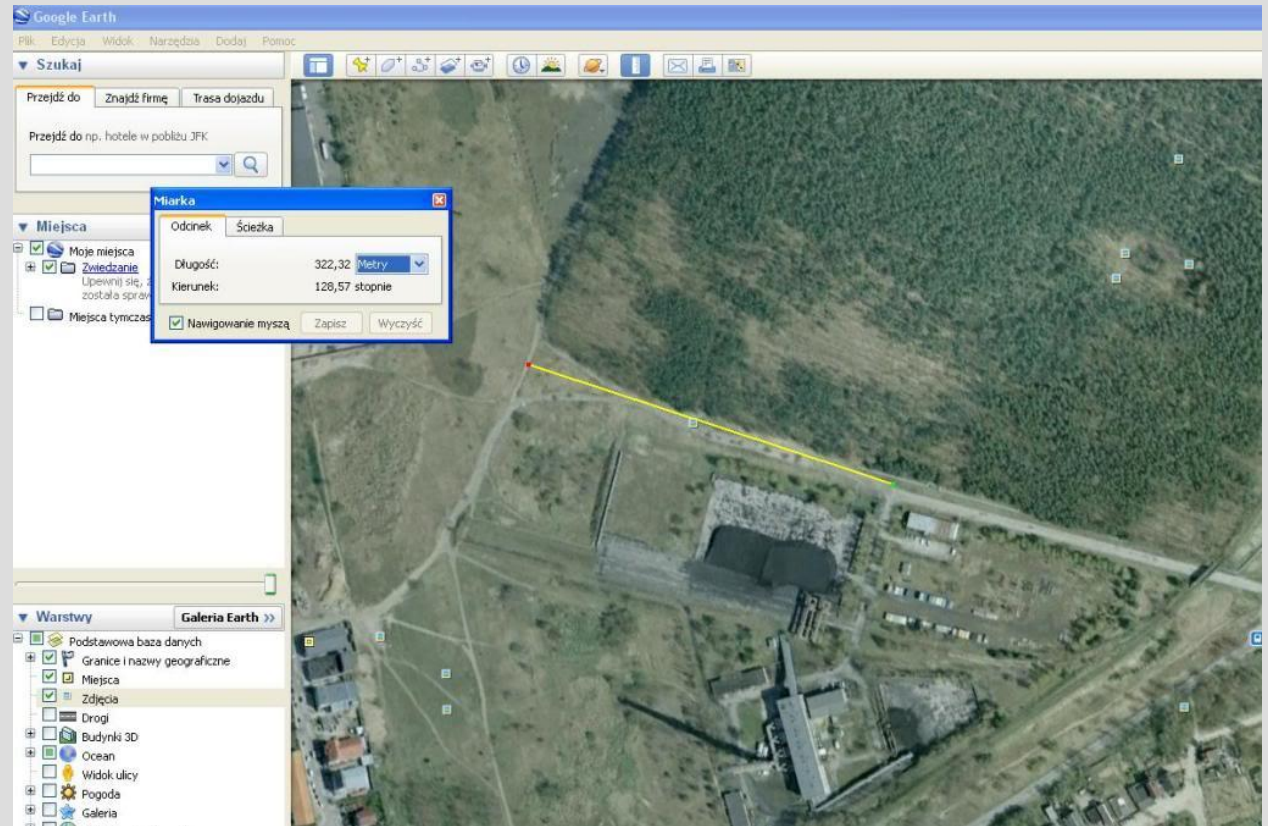 Google Earth
Plik Edycja Widok Narzędzia Dodaj Pomoc
Szukaj
Przejdź do Znajdź firmę Trasa dojazdu
Przejdź do np. hotele w pobliżu JFK
Miarka
Odcinek Ścieżka
Długość: 322,32 Metry
Kierunek: 128,57 stopnie
Nawigowanie myszą Zapisz Wyczyść
Miejsca
Moje miejsca
Zwiedzanie
Upewnij się, ż
została spraw
Miejsca tymczas
Warstwy Galeria Earth >>
Podstawowa baza danych
Granice i nazwy geograficzne
Miejsca
Zdjęcia
Drogi
Budynki 3D
Ocean
Widok ulicy
Pogoda
Galeria